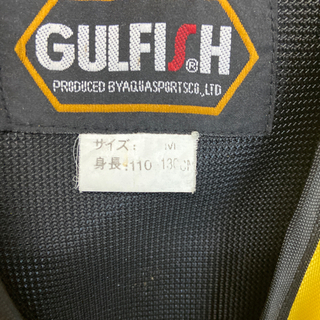 GULFISH®
PRODUCED BYAQUASPORTSCO.,LTD
サイズ: M
身長:110 130CM